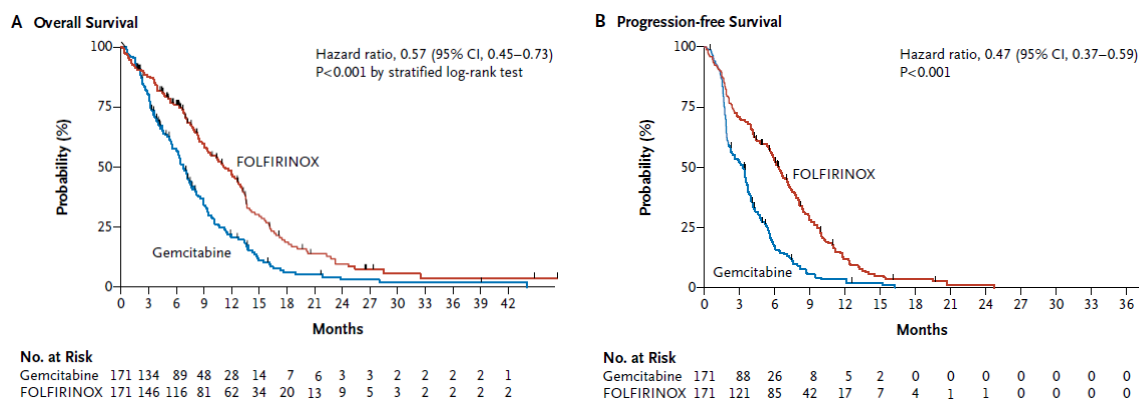 A Overall Survival
Hazard ratio, 0.57 (95% CI, 0.45–0.73)
P<0.001 by stratified log-rank test
Probability (%)
100
75
50
25
0
FOLFIRINOX
Gemcitabine
0 3 6 9 12 15 18 21 24 27 30 33 36 39 42
Months
No. at Risk
Gemcitabine 171 134 89 48 28 14 7 6 3 3 2 2 2 2 1
FOLFIRINOX 171 146 116 81 62 34 20 13 9 5 3 2 2 2 2
B Progression-free Survival
Hazard ratio, 0.47 (95% CI, 0.37–0.59)
P<0.001
Probability (%)
100
75
50
25
0
FOLFIRINOX
Gemcitabine
0 3 6 9 12 15 18 21 24 27 30 33 36
Months
No. at Risk
Gemcitabine 171 88 26 8 5 2 0 0 0 0 0 0 0
FOLFIRINOX 171 121 85 42 17 7 4 1 1 0 0 0 0